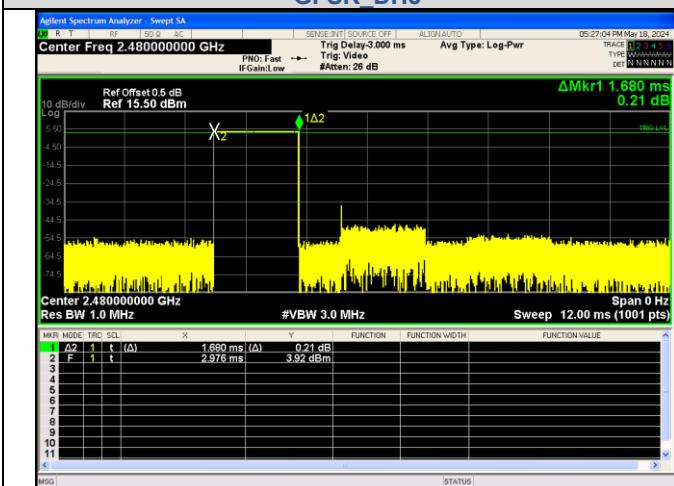 Agilent Spectrum Analyzer - Swept SA
R T RF 50 Ω AC SENSE:INT SOURCE OFF ALIGN AUTO 05:27:04 PM May 18, 2024
Center Freq 2.480000000 GHz Trig Delay-3.000 ms Avg Type: Log-Pwr TRACE 1 2 3 4 5 6
PNO: Fast Trig: Video TYPE
IFGain:Low #Atten: 26 dB DET N N N N N N
ΔMkr1 1.680 ms
0.21 dB
Ref Offset 0.5 dB
10 dB/div Ref 15.50 dBm
Log
5.50
-4.50
-14.5
-24.5
-34.5
-44.5
-54.5
-64.5
-74.5
1Δ2
2
TRIG LVL
Center 2.480000000 GHz Span 0 Hz
Res BW 1.0 MHz #VBW 3.0 MHz Sweep 12.00 ms (1001 pts)
MKR MODE TRC SCL X Y FUNCTION FUNCTION WIDTH FUNCTION VALUE
1 Δ2 1 t (Δ) 1.680 ms (Δ) 0.21 dB
2 F 1 t 2.976 ms 3.92 dBm
3
4
5
6
7
8
9
10
11
MSG STATUS